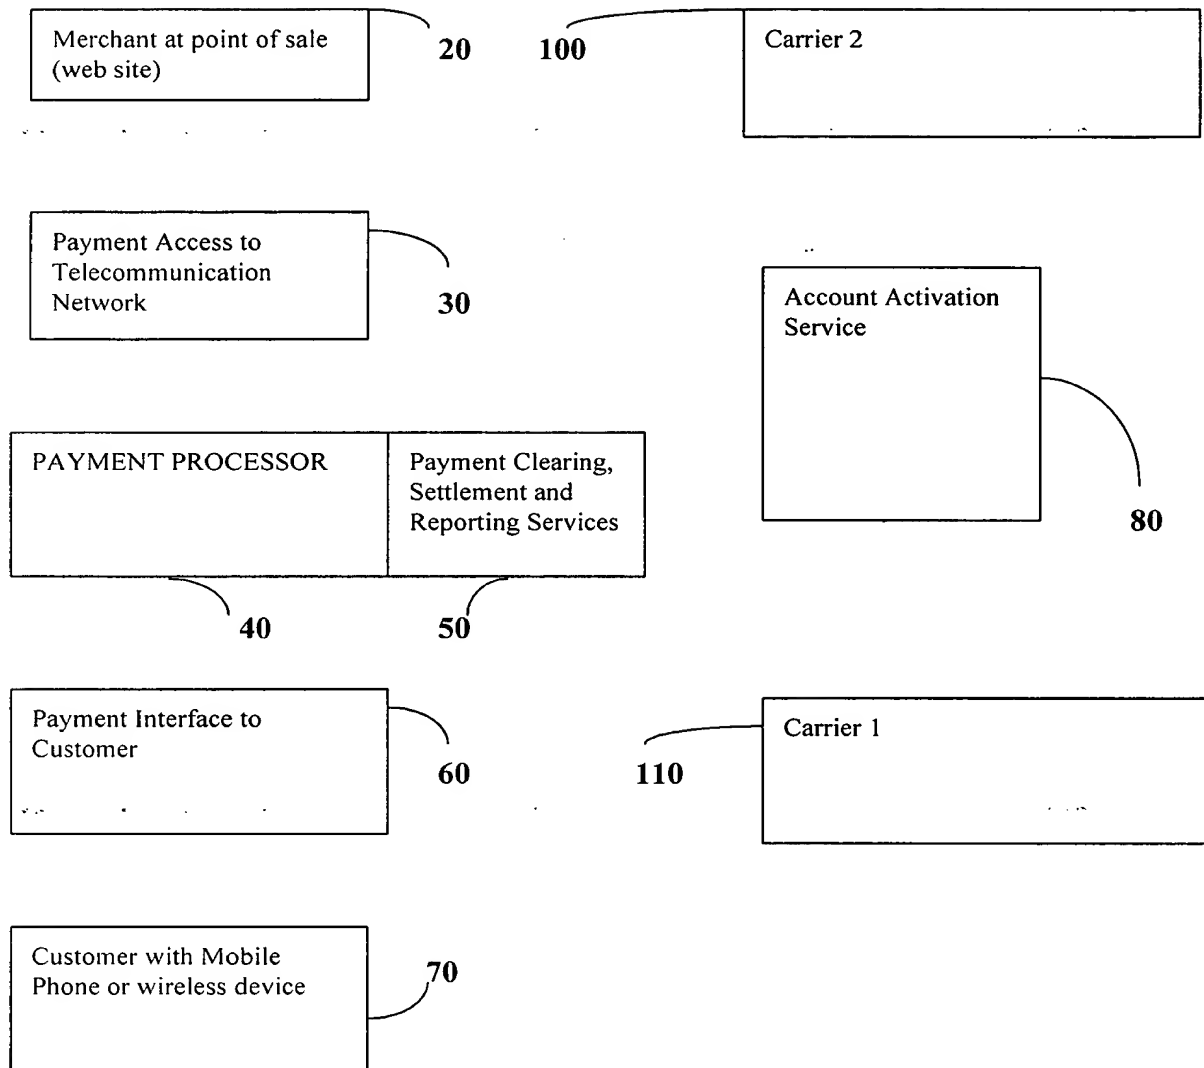 Merchant at point of sale
(web site)
20
100
Carrier 2
Payment Access to
Telecommunication
Network
30
Account Activation
Service
80
PAYMENT PROCESSOR
Payment Clearing,
Settlement and
Reporting Services
40
50
Payment Interface to
Customer
60
110
Carrier 1
Customer with Mobile
Phone or wireless device
70